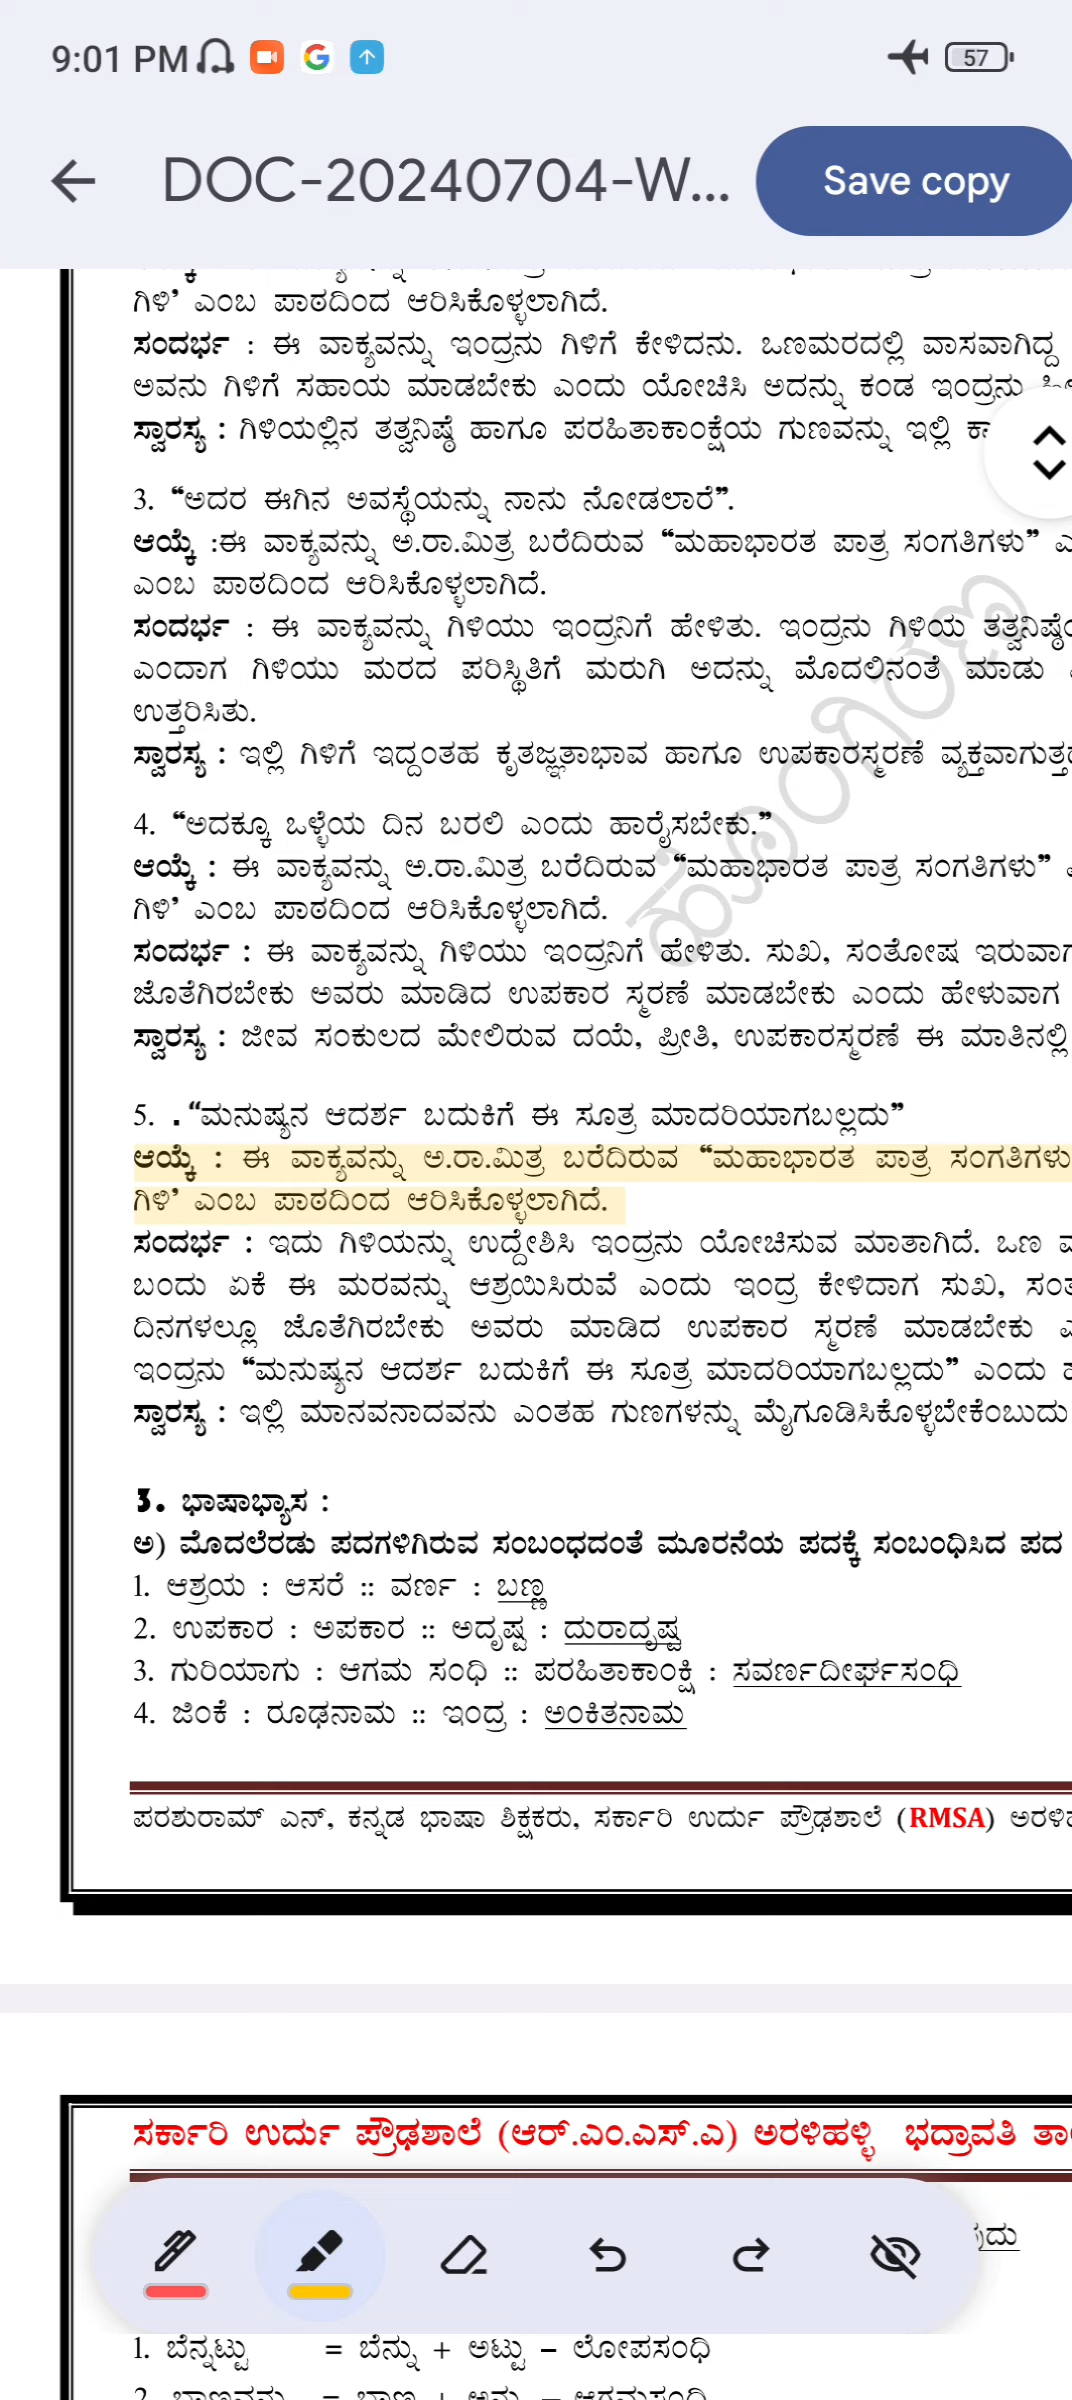 9:01 PM
57
DOC-20240704-W...
Save copy
ಗಿಳಿ’ ಎಂಬ ಪಾಠದಿಂದ ಆರಿಸಿಕೊಳ್ಳಲಾಗಿದೆ.
ಸಂದರ್ಭ : ಈ ವಾಕ್ಯವನ್ನು ಇಂದ್ರನು ಗಿಳಿಗೆ ಕೇಳಿದನು. ಒಣಮರದಲ್ಲಿ ವಾಸವಾಗಿದ್ದ
ಅವನು ಗಿಳಿಗೆ ಸಹಾಯ ಮಾಡಬೇಕು ಎಂದು ಯೋಚಿಸಿ ಅದನ್ನು ಕಂಡ ಇಂದ್ರನು
ಸ್ವಾರಸ್ಯ : ಗಿಳಿಯಲ್ಲಿನ ತತ್ವನಿಷ್ಠೆ ಹಾಗೂ ಪರಹಿತಾಕಾಂಕ್ಷೆಯ ಗುಣವನ್ನು ಇಲ್ಲಿ
3. “ಅದರ ಈಗಿನ ಅವಸ್ಥೆಯನ್ನು ನಾನು ನೋಡಲಾರೆ”.
ಆಯ್ಕೆ :ಈ ವಾಕ್ಯವನ್ನು ಅ.ರಾ.ಮಿತ್ರ ಬರೆದಿರುವ “ಮಹಾಭಾರತ ಪಾತ್ರ ಸಂಗತಿಗಳು”
ಎಂಬ ಪಾಠದಿಂದ ಆರಿಸಿಕೊಳ್ಳಲಾಗಿದೆ.
ಸಂದರ್ಭ : ಈ ವಾಕ್ಯವನ್ನು ಗಿಳಿಯು ಇಂದ್ರನಿಗೆ ಹೇಳಿತು. ಇಂದ್ರನು ಗಿಳಿಯ
ಎಂದಾಗ ಗಿಳಿಯು ಮರದ ಪರಿಸ್ಥಿತಿಗೆ ಮರುಗಿ ಅದನ್ನು ಮೊದಲಿನಂತೆ ಮಾಡು
ಉತ್ತರಿಸಿತು.
ಸ್ವಾರಸ್ಯ : ಇಲ್ಲಿ ಗಿಳಿಗೆ ಇದ್ದಂತಹ ಕೃತಜ್ಞತಾಭಾವ ಹಾಗೂ ಉಪಕಾರಸ್ಮರಣೆ
4. “ಅದಕ್ಕೂ ಒಳ್ಳೆಯ ದಿನ ಬರಲಿ ಎಂದು ಹಾರೈಸಬೇಕು.”
ಆಯ್ಕೆ : ಈ ವಾಕ್ಯವನ್ನು ಅ.ರಾ.ಮಿತ್ರ ಬರೆದಿರುವ “ಮಹಾಭಾರತ ಪಾತ್ರ ಸಂಗತಿಗಳು”
ಗಿಳಿ’ ಎಂಬ ಪಾಠದಿಂದ ಆರಿಸಿಕೊಳ್ಳಲಾಗಿದೆ.
ಸಂದರ್ಭ : ಈ ವಾಕ್ಯವನ್ನು ಗಿಳಿಯು ಇಂದ್ರನಿಗೆ ಹೇಳಿತು. ಸುಖ, ಸಂತೋಷ
ಜೊತೆಗಿರಬೇಕು ಅವರು ಮಾಡಿದ ಉಪಕಾರ ಸ್ಮರಣೆ ಮಾಡಬೇಕು ಎಂದು ಹೇಳುವಾಗ
ಸ್ವಾರಸ್ಯ : ಜೀವ ಸಂಕುಲದ ಮೇಲಿರುವ ದಯೆ, ಪ್ರೀತಿ, ಉಪಕಾರಸ್ಮರಣೆ ಈ ಮಾತಿನಲ್ಲಿ
5. . “ಮನುಷ್ಯನ ಆದರ್ಶ ಬದುಕಿಗೆ ಈ ಸೂತ್ರ ಮಾದರಿಯಾಗಬಲ್ಲದು”
ಆಯ್ಕೆ : ಈ ವಾಕ್ಯವನ್ನು ಅ.ರಾ.ಮಿತ್ರ ಬರೆದಿರುವ “ಮಹಾಭಾರತ ಪಾತ್ರ ಸಂಗತಿಗಳು
ಗಿಳಿ’ ಎಂಬ ಪಾಠದಿಂದ ಆರಿಸಿಕೊಳ್ಳಲಾಗಿದೆ.
ಸಂದರ್ಭ : ಇದು ಗಿಳಿಯನ್ನು ಉದ್ದೇಶಿಸಿ ಇಂದ್ರನು ಯೋಚಿಸುವ ಮಾತಾಗಿದೆ. ಒಣ
ಬಂದು ಏಕೆ ಈ ಮರವನ್ನು ಆಶ್ರಯಿಸಿರುವೆ ಎಂದು ಇಂದ್ರ ಕೇಳಿದಾಗ ಸುಖ,
ದಿನಗಳಲ್ಲೂ ಜೊತೆಗಿರಬೇಕು ಅವರು ಮಾಡಿದ ಉಪಕಾರ ಸ್ಮರಣೆ ಮಾಡಬೇಕು
ಇಂದ್ರನು “ಮನುಷ್ಯನ ಆದರ್ಶ ಬದುಕಿಗೆ ಈ ಸೂತ್ರ ಮಾದರಿಯಾಗಬಲ್ಲದು” ಎಂದು
ಸ್ವಾರಸ್ಯ : ಇಲ್ಲಿ ಮಾನವನಾದವನು ಎಂತಹ ಗುಣಗಳನ್ನು ಮೈಗೂಡಿಸಿಕೊಳ್ಳಬೇಕೆಂಬುದು
3. ಭಾಷಾಭ್ಯಾಸ :
ಅ) ಮೊದಲೆರಡು ಪದಗಳಿಗಿರುವ ಸಂಬಂಧದಂತೆ ಮೂರನೆಯ ಪದಕ್ಕೆ ಸಂಬಂಧಿಸಿದ ಪದ
1. ಆಶ್ರಯ : ಆಸರೆ :: ವರ್ಣ : ಬಣ್ಣ
2. ಉಪಕಾರ : ಅಪಕಾರ :: ಅದೃಷ್ಟ : ದುರಾದೃಷ್ಟ
3. ಗುರಿಯಾಗು : ಆಗಮ ಸಂಧಿ :: ಪರಹಿತಾಕಾಂಕ್ಷಿ : ಸವರ್ಣದೀರ್ಘಸಂಧಿ
4. ಜಿಂಕೆ : ರೂಢನಾಮ :: ಇಂದ್ರ : ಅಂಕಿತನಾಮ
ಪರಶುರಾಮ್ ಎನ್, ಕನ್ನಡ ಭಾಷಾ ಶಿಕ್ಷಕರು, ಸರ್ಕಾರಿ ಉರ್ದು ಪ್ರೌಢಶಾಲೆ (RMSA)
ಸರ್ಕಾರಿ ಉರ್ದು ಪ್ರೌಢಶಾಲೆ (ಆರ್.ಎಂ.ಎಸ್.ಎ) ಅರಳಿಹಳ್ಳಿ ಭದ್ರಾವತಿ
1. ಬೆನ್ನಟ್ಟು = ಬೆನ್ನು + ಅಟ್ಟು – ಲೋಪಸಂಧಿ